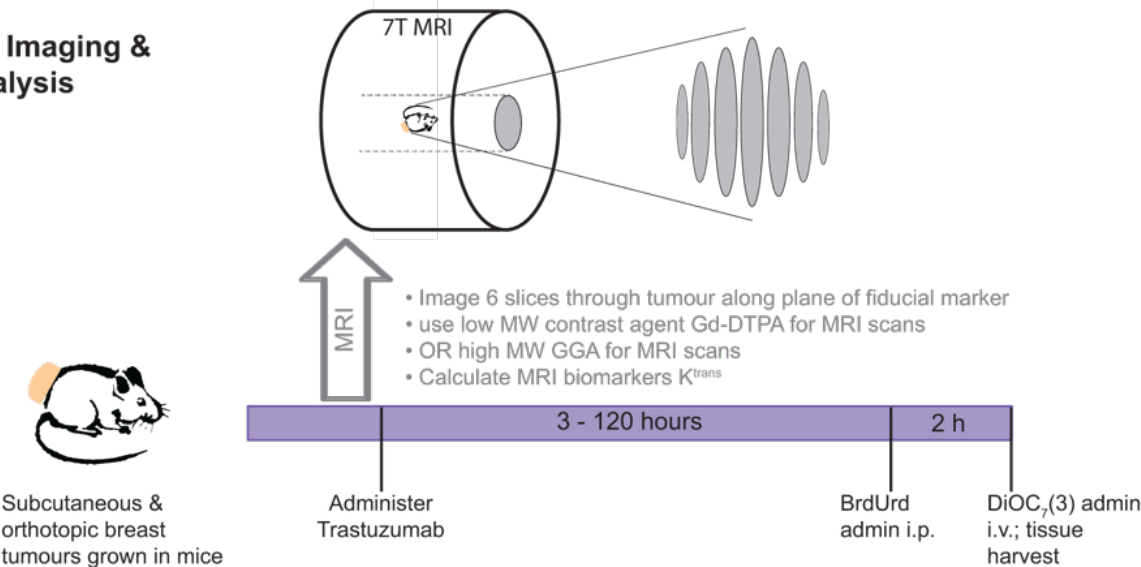 Imaging &
alysis
7T MRI
MRI
• Image 6 slices through tumour along plane of fiducial marker
• use low MW contrast agent Gd-DTPA for MRI scans
• OR high MW GGA for MRI scans
• Calculate MRI biomarkers Kᵗʳᵃⁿˢ
3 - 120 hours
2 h
Subcutaneous &
orthotopic breast
tumours grown in mice
Administer
Trastuzumab
BrdUrd
admin i.p.
DiOC₇(3) admin
i.v.; tissue
harvest